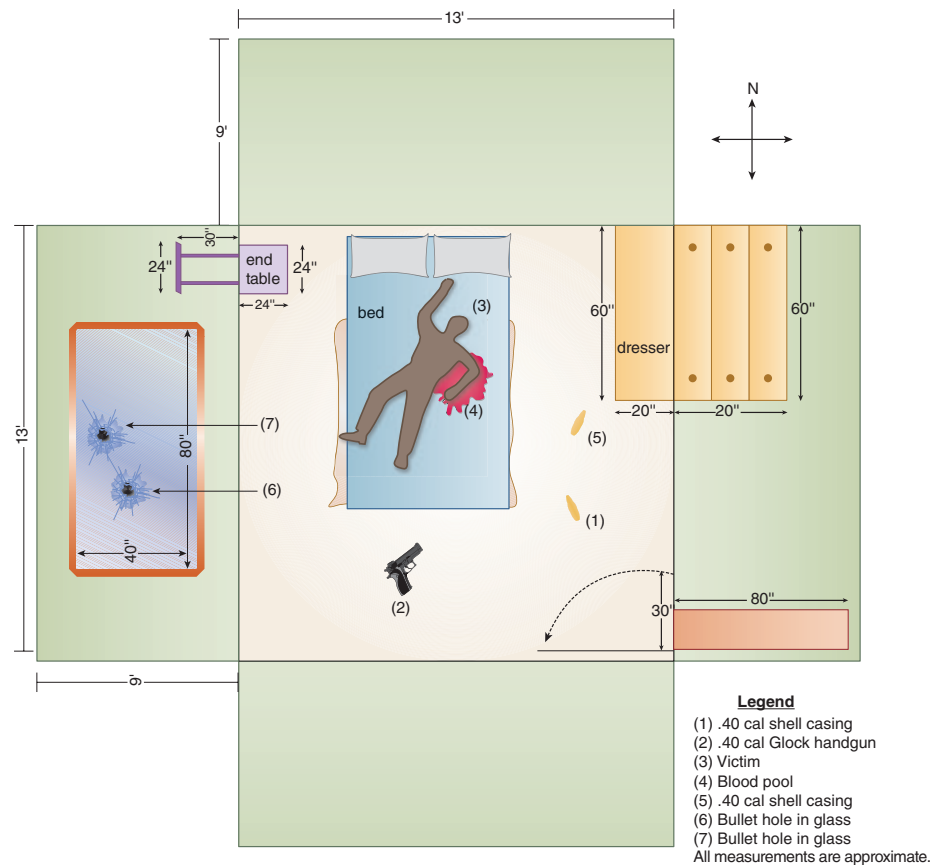 13'
9'
N
30"
24"
end
table
24"
24"
bed
(3)
60"
60"
dresser
(4)
20"
20"
(7)
(5)
13'
80"
(6)
(1)
40"
(2)
30"
80"
9'
Legend
(1) .40 cal shell casing
(2) .40 cal Glock handgun
(3) Victim
(4) Blood pool
(5) .40 cal shell casing
(6) Bullet hole in glass
(7) Bullet hole in glass
All measurements are approximate.